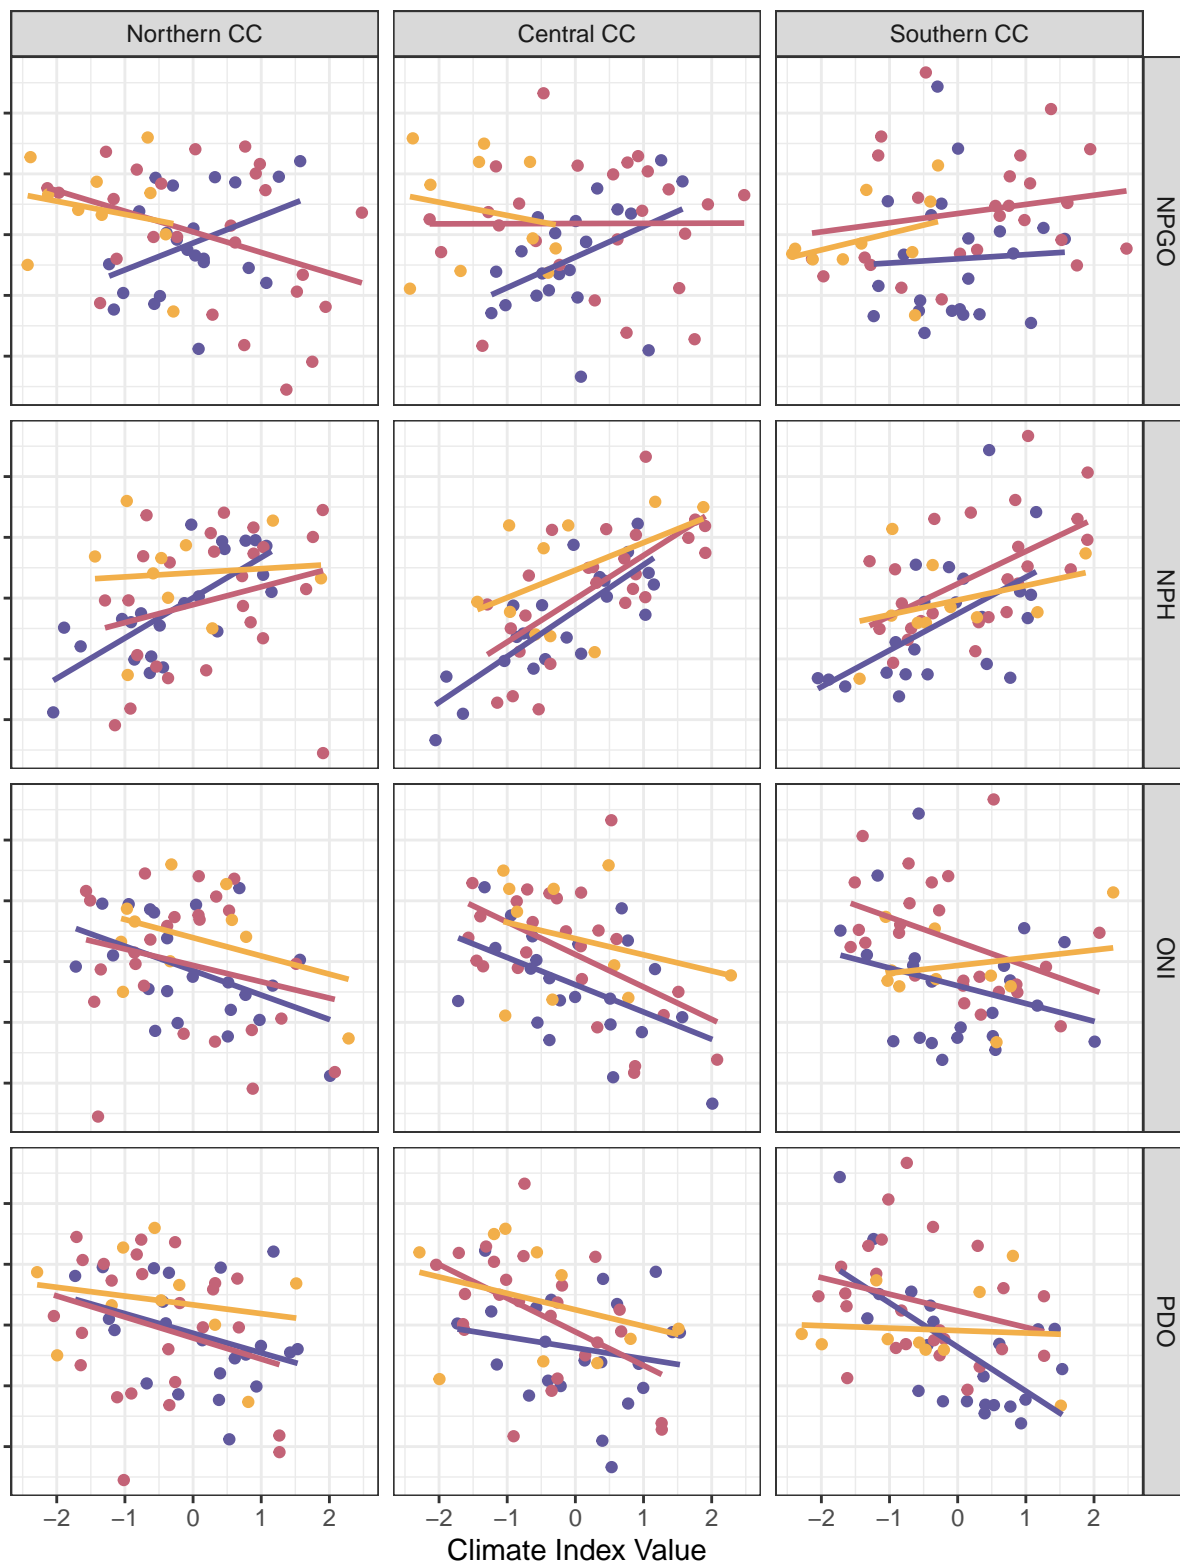 Northern CC Central CC Southern CC
NPGO
NPH
ONI
PDO
−2 −1 0 1 2 −2 −1 0 1 2 −2 −1 0 1 2
Climate Index Value